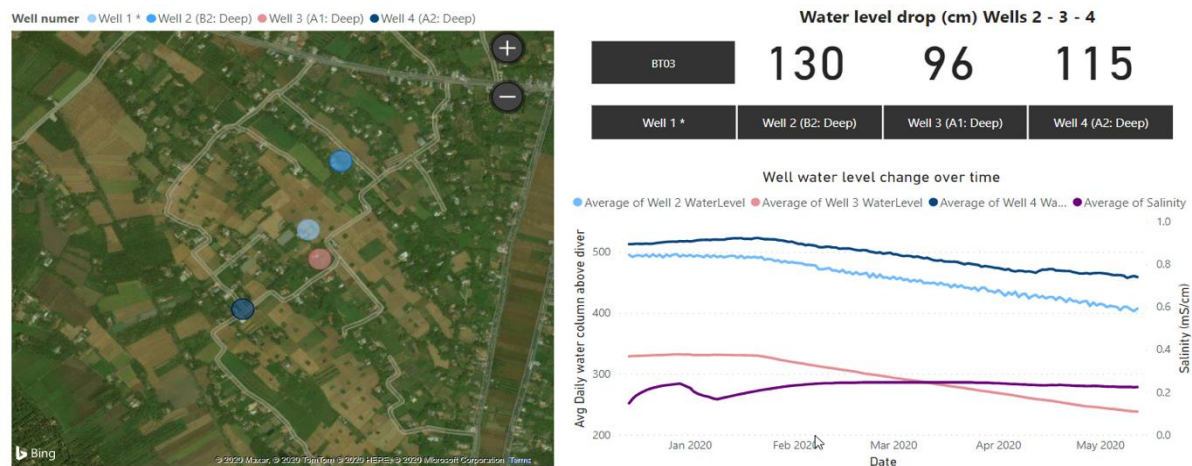 Well numer Well 1 * Well 2 (B2: Deep) Well 3 (A1: Deep) Well 4 (A2: Deep)
+
−
Bing
© 2020 Maxar, © 2020 TomTom © 2020 HERE, © 2020 Microsoft Corporation Terms
Water level drop (cm) Wells 2 - 3 - 4
BT03 130 96 115
Well 1 * Well 2 (B2: Deep) Well 3 (A1: Deep) Well 4 (A2: Deep)
Well water level change over time
Average of Well 2 WaterLevel Average of Well 3 WaterLevel Average of Well 4 Wa... Average of Salinity
Avg Daily water column above diver
500
400
300
200
1.0
0.8
0.6
0.4
0.2
0.0
Salinity (mS/cm)
Jan 2020 Feb 2020 Mar 2020 Apr 2020 May 2020
Date